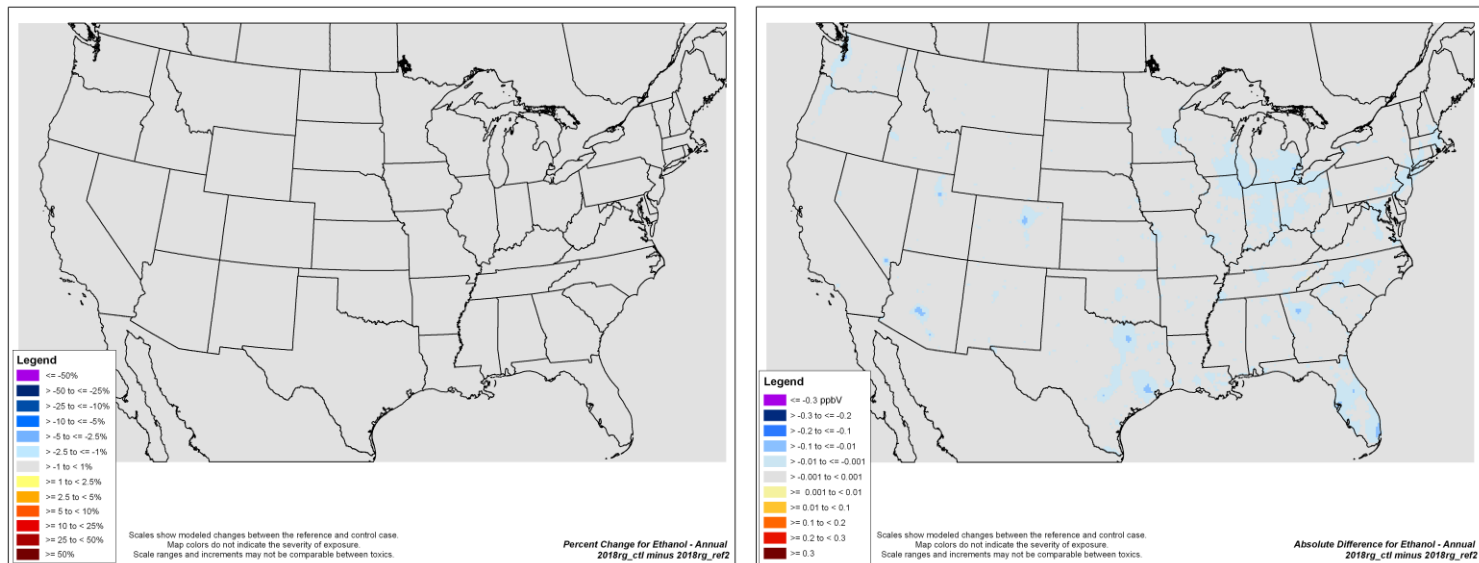 Legend
<= -50%
> -50 to <= -25%
> -25 to <= -10%
> -10 to <= -5%
> -5 to <= -2.5%
> -2.5 to <= -1%
> -1 to < 1%
>= 1 to < 2.5%
>= 2.5 to < 5%
>= 5 to < 10%
>= 10 to < 25%
>= 25 to < 50%
>= 50%
Scales show modeled changes between the reference and control case.
Map colors do not indicate the severity of exposure.
Scale ranges and increments may not be comparable between toxics.
Percent Change for Ethanol - Annual
2018rg_ctl minus 2018rg_ref2
Legend
<= -0.3 ppbV
> -0.3 to <= -0.2
> -0.2 to <= -0.1
> -0.1 to <= -0.01
> -0.01 to <= -0.001
> -0.001 to < 0.001
>= 0.001 to < 0.01
>= 0.01 to < 0.1
>= 0.1 to < 0.2
>= 0.2 to < 0.3
>= 0.3
Scales show modeled changes between the reference and control case.
Map colors do not indicate the severity of exposure.
Scale ranges and increments may not be comparable between toxics.
Absolute Difference for Ethanol - Annual
2018rg_ctl minus 2018rg_ref2